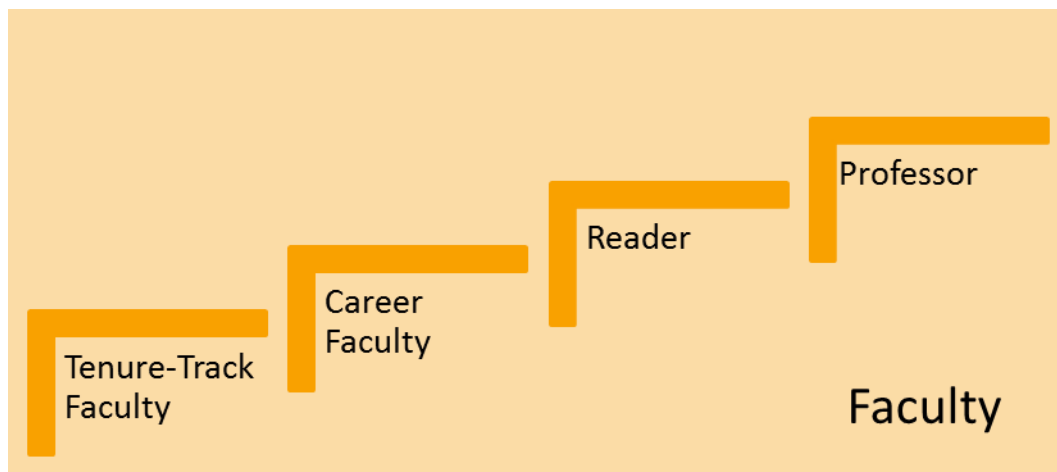 Tenure-Track
Faculty
Career
Faculty
Reader
Professor
Faculty